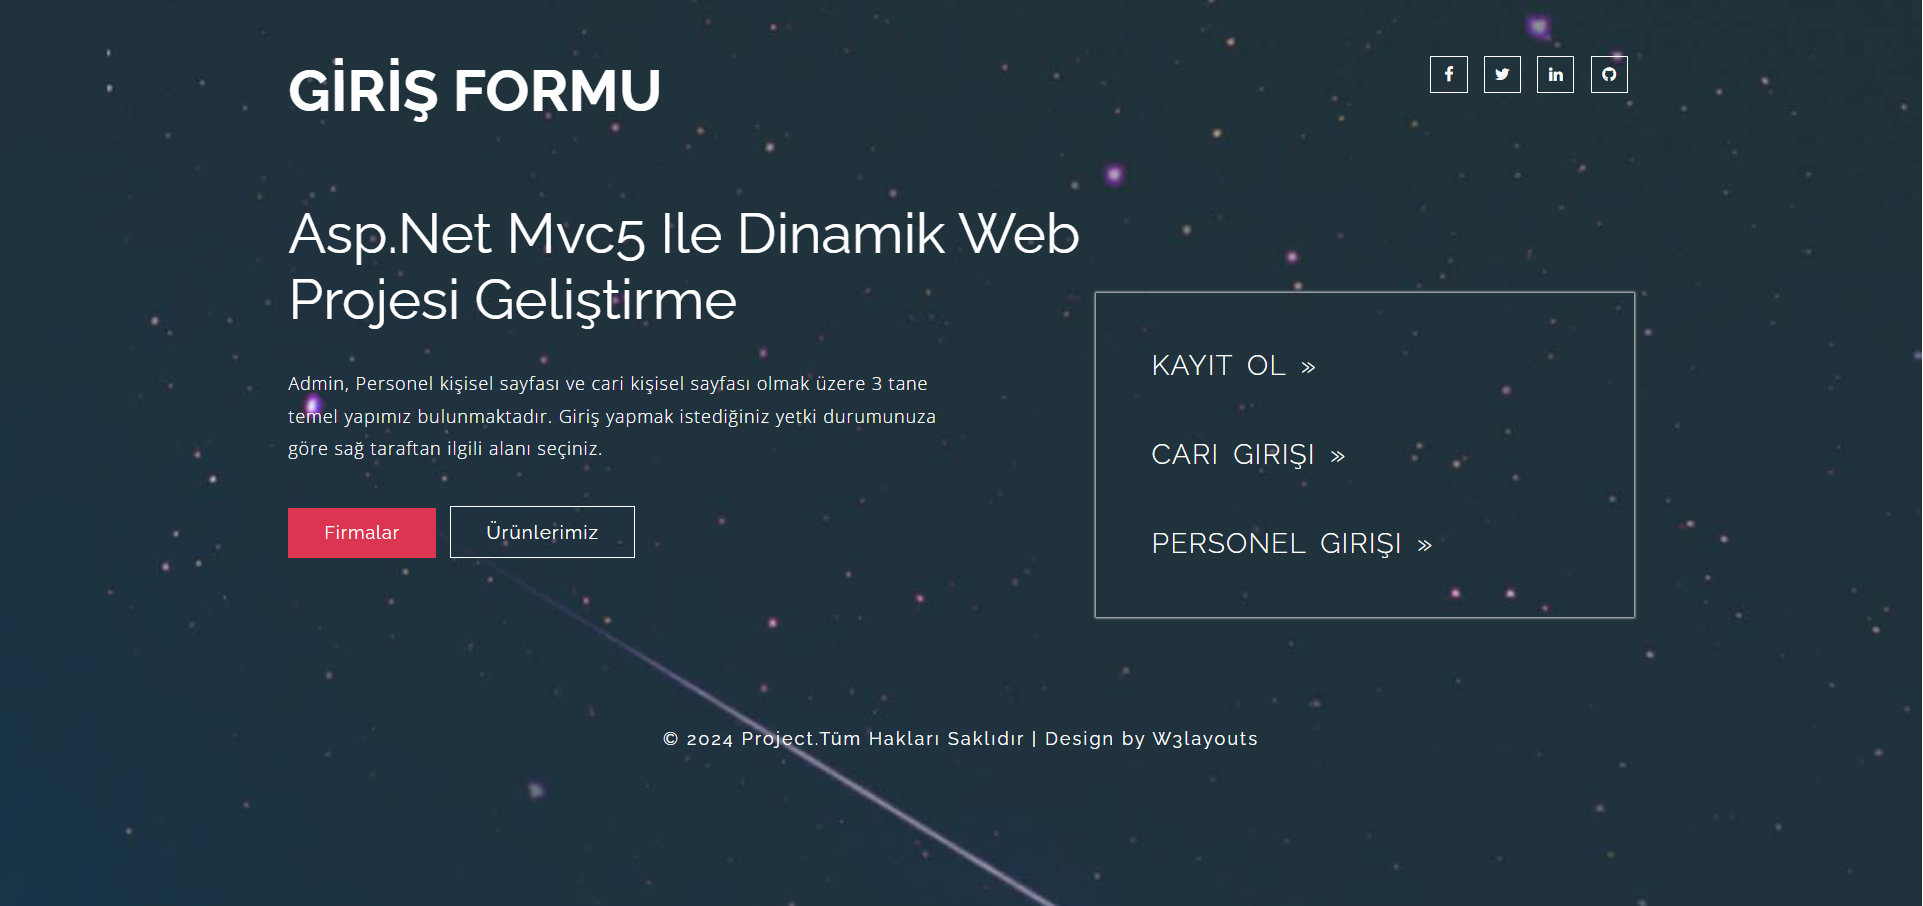 GİRİŞ FORMU
Asp.Net Mvc5 Ile Dinamik Web
Projesi Geliştirme
Admin, Personel kişisel sayfası ve cari kişisel sayfası olmak üzere 3 tane
temel yapımız bulunmaktadır. Giriş yapmak istediğiniz yetki durumunuza
göre sağ taraftan ilgili alanı seçiniz.
Firmalar
Ürünlerimiz
KAYIT OL »
CARI GIRIŞI »
PERSONEL GIRIŞI »
© 2024 Project.Tüm Hakları Saklıdır | Design by W3layouts